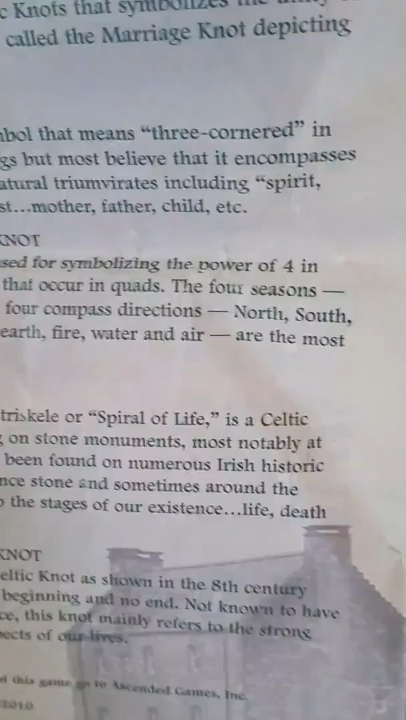 c Knots that symbolizes the
called the Marriage Knot depicting
nbol that means “three-cornered” in
gs but most believe that it encompasses
atural triumvirates including “spirit,
st...mother, father, child, etc.
KNOT
sed for symbolizing the power of 4 in
that occur in quads. The four seasons —
four compass directions — North, South,
earth, fire, water and air — are the most
triskele or “Spiral of Life,” is a Celtic
g on stone monuments, most notably at
been found on numerous Irish historic
nce stone and sometimes around the
o the stages of our existence...life, death
KNOT
eltic Knot as shown in the 8th century
beginning and no end. Not known to have
ce, this knot mainly refers to the strong
pects of our lives.
d this game go to Ascended Games, Inc.
2010